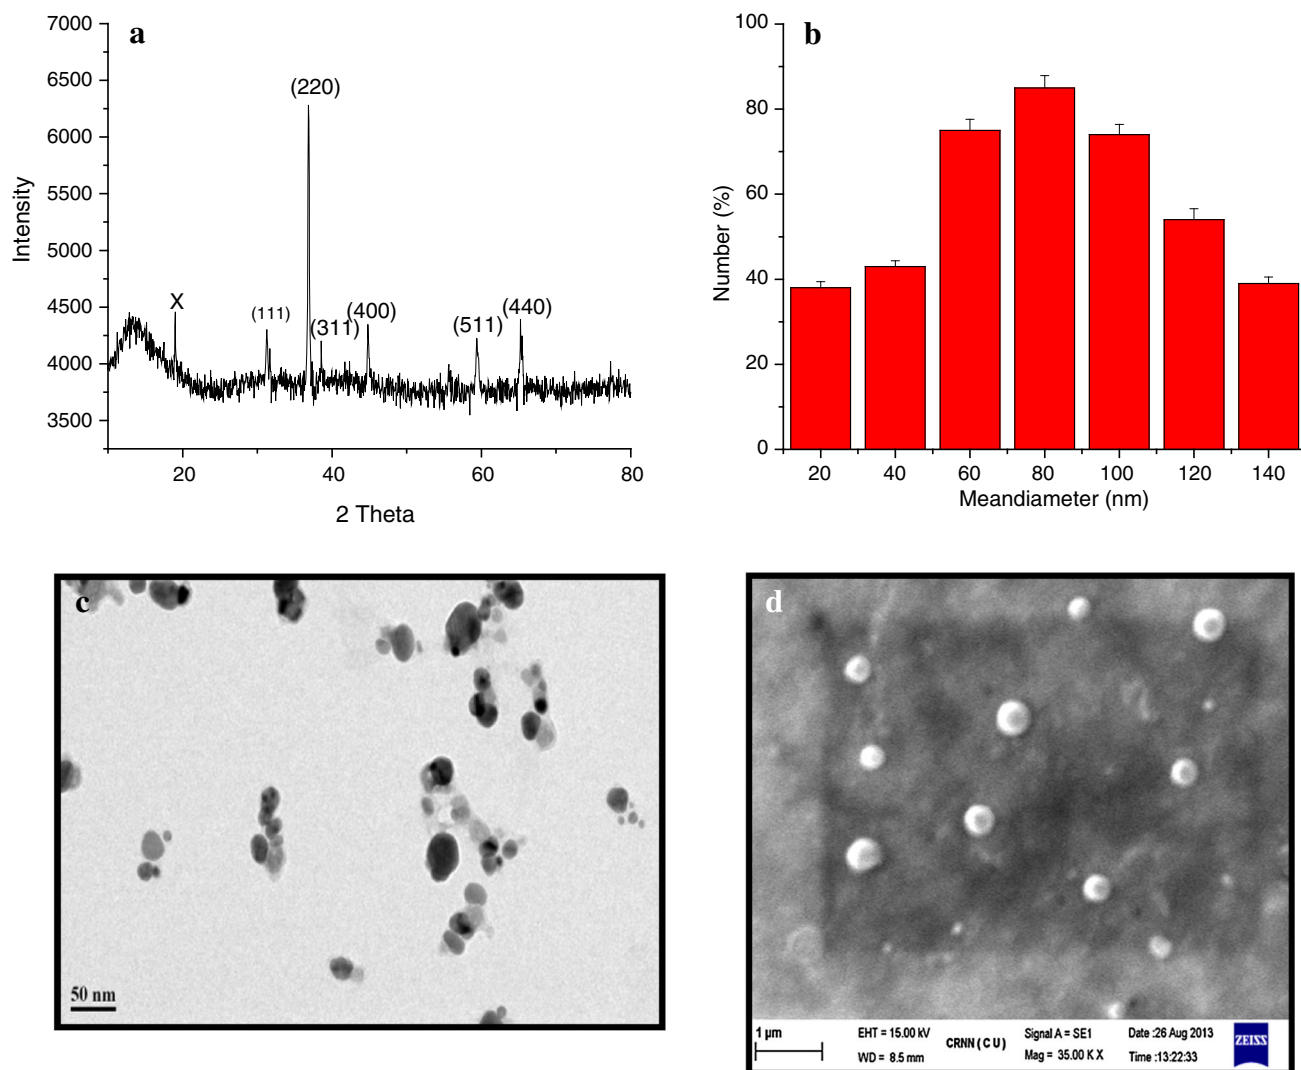 a
7000
6500
6000
5500
5000
4500
4000
3500
Intensity
X
(111)
(220)
(311)
(400)
(511)
(440)
20
40
60
80
2 Theta
b
100
80
60
40
20
0
Number (%)
20
40
60
80
100
120
140
Meandiameter (nm)
c
50 nm
d
1 µm
EHT = 15.00 kV
WD = 8.5 mm
CRNN ( C U )
Signal A = SE1
Mag = 35.00 K X
Date :26 Aug 2013
Time :13:22:33
ZEISS